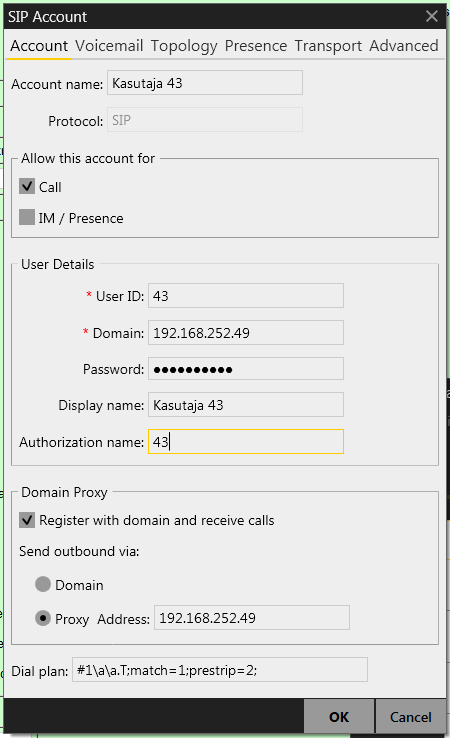 SIP Account
Account Voicemail Topology Presence Transport Advanced
Account name: Kasutaja 43
Protocol: SIP
Allow this account for
Call
IM / Presence
User Details
* User ID: 43
* Domain: 192.168.252.49
Password: ●●●●●●●●●●
Display name: Kasutaja 43
Authorization name: 43
Domain Proxy
Register with domain and receive calls
Send outbound via:
Domain
Proxy Address: 192.168.252.49
Dial plan: #1\a\a.T;match=1;prestrip=2;
OK Cancel